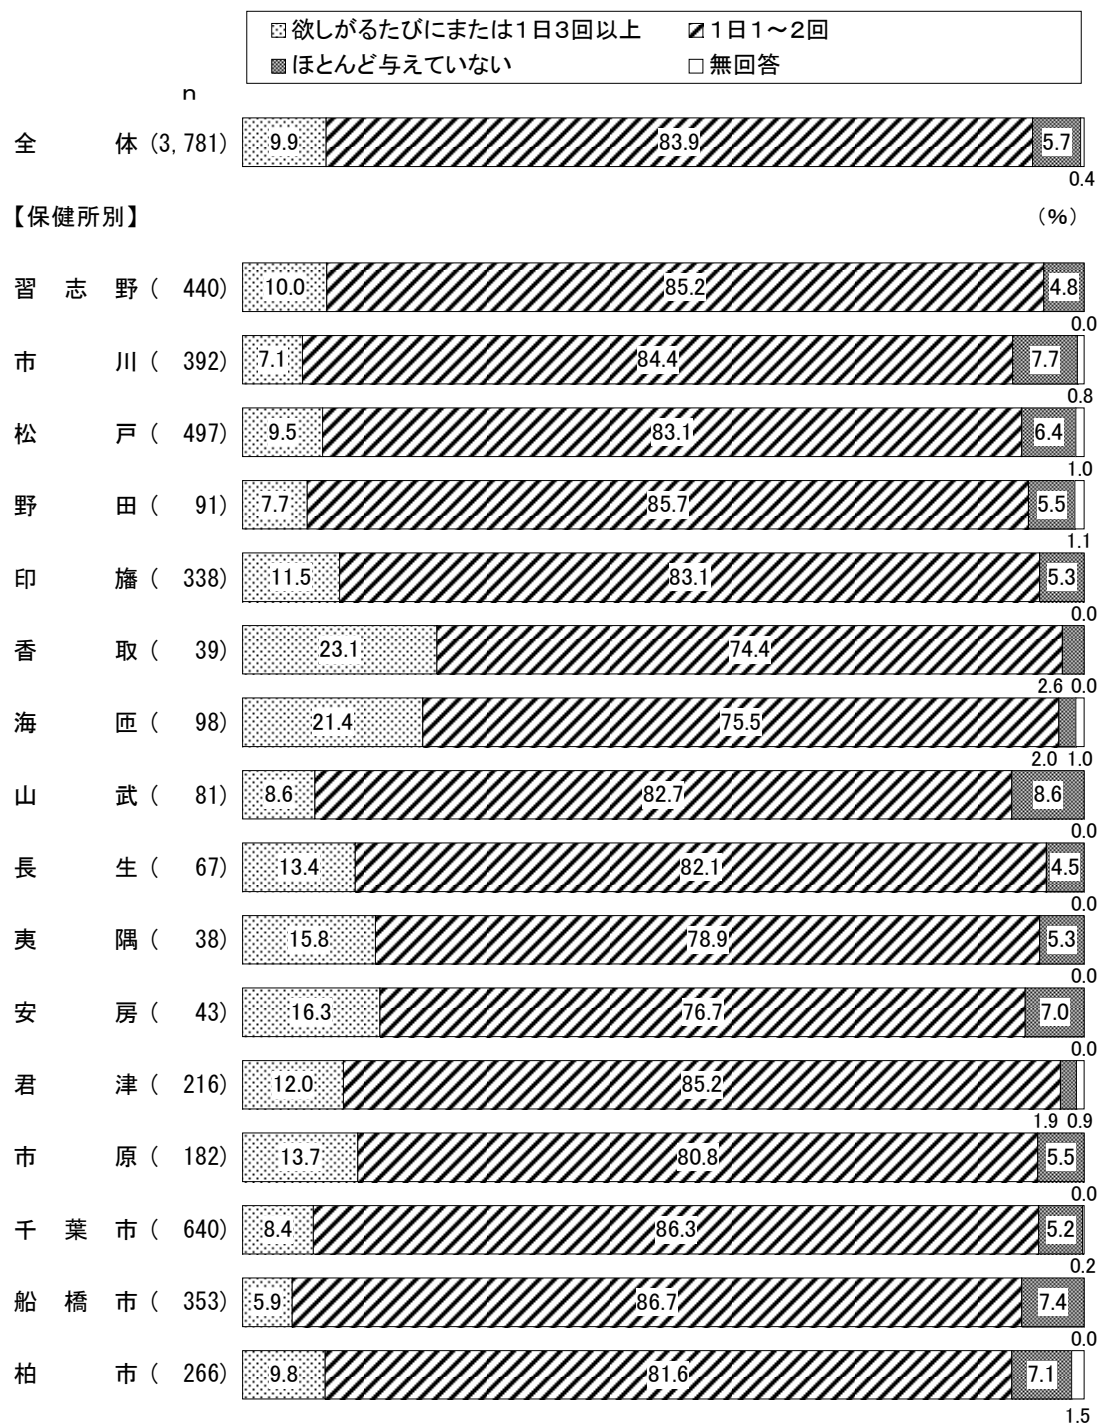 欲しがるたびにまたは1日3回以上 1日1～2回
ほとんど与えていない 無回答
n
全体(3,781) 9.9 83.9 5.7
0.4
【保健所別】 (%)
習志野( 440) 10.0 85.2 4.8
0.0
市川( 392) 7.1 84.4 7.7
0.8
松戸( 497) 9.5 83.1 6.4
1.0
野田( 91) 7.7 85.7 5.5
1.1
印旛( 338) 11.5 83.1 5.3
0.0
香取( 39) 23.1 74.4
2.6 0.0
海匝( 98) 21.4 75.5
2.0 1.0
山武( 81) 8.6 82.7 8.6
0.0
長生( 67) 13.4 82.1 4.5
0.0
夷隅( 38) 15.8 78.9 5.3
0.0
安房( 43) 16.3 76.7 7.0
0.0
君津( 216) 12.0 85.2
1.9 0.9
市原( 182) 13.7 80.8 5.5
0.0
千葉市( 640) 8.4 86.3 5.2
0.2
船橋市( 353) 5.9 86.7 7.4
0.0
柏市( 266) 9.8 81.6 7.1
1.5